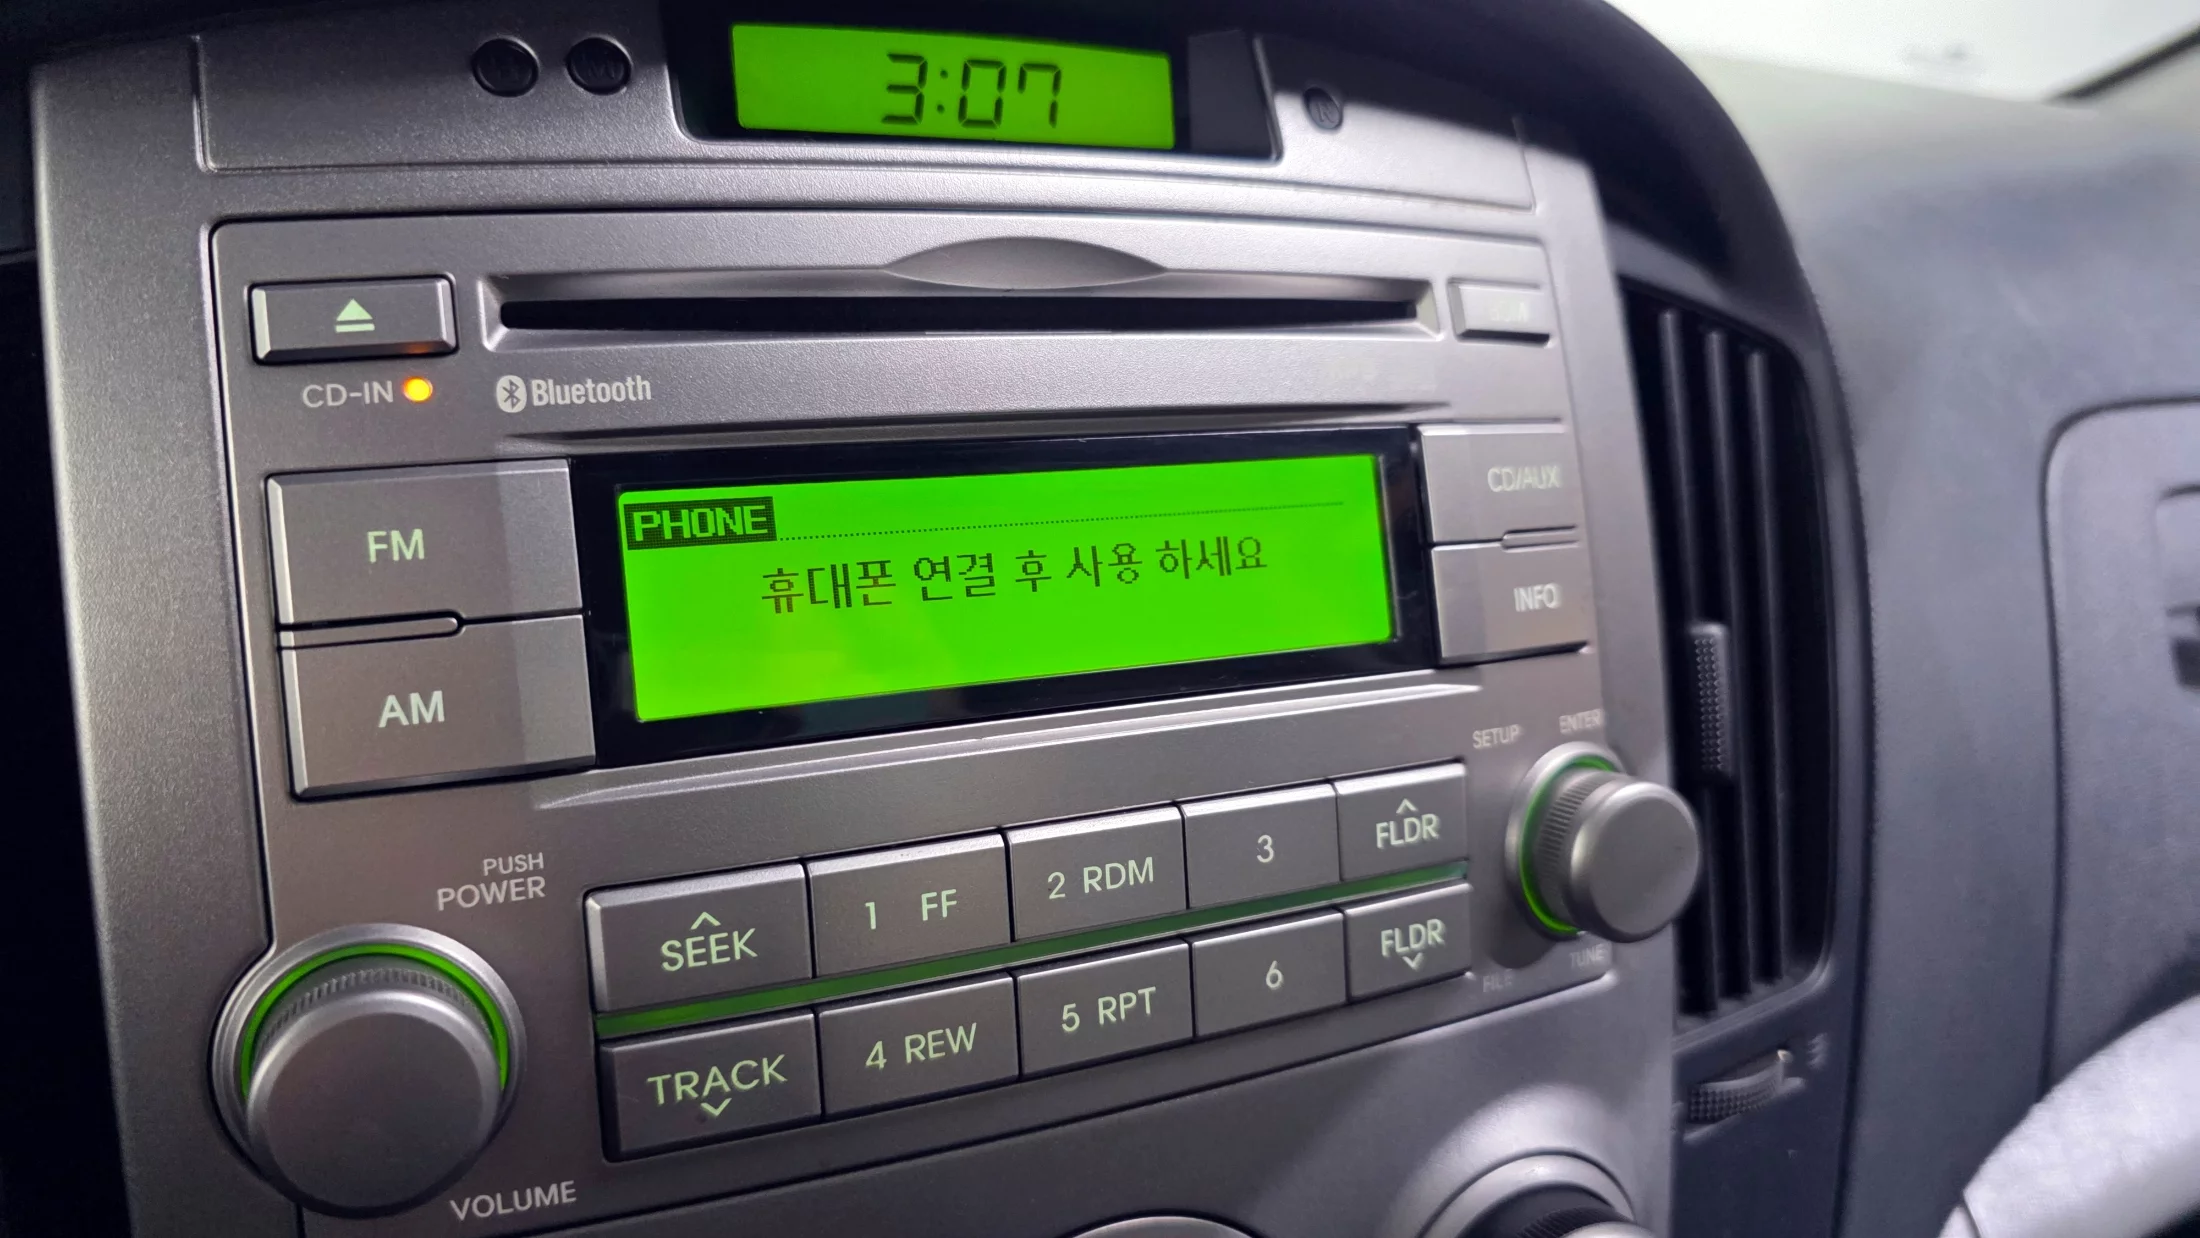 3:07
CD-IN
Bluetooth
FM
AM
PHONE
휴대폰 연결 후 사용 하세요
CD/AUX
INFO
SETUP
ENTER
PUSH
POWER
VOLUME
SEEK
1 FF
2 RDM
3
FLDR
TRACK
4 REW
5 RPT
6
FLDR
FILE
TUNE